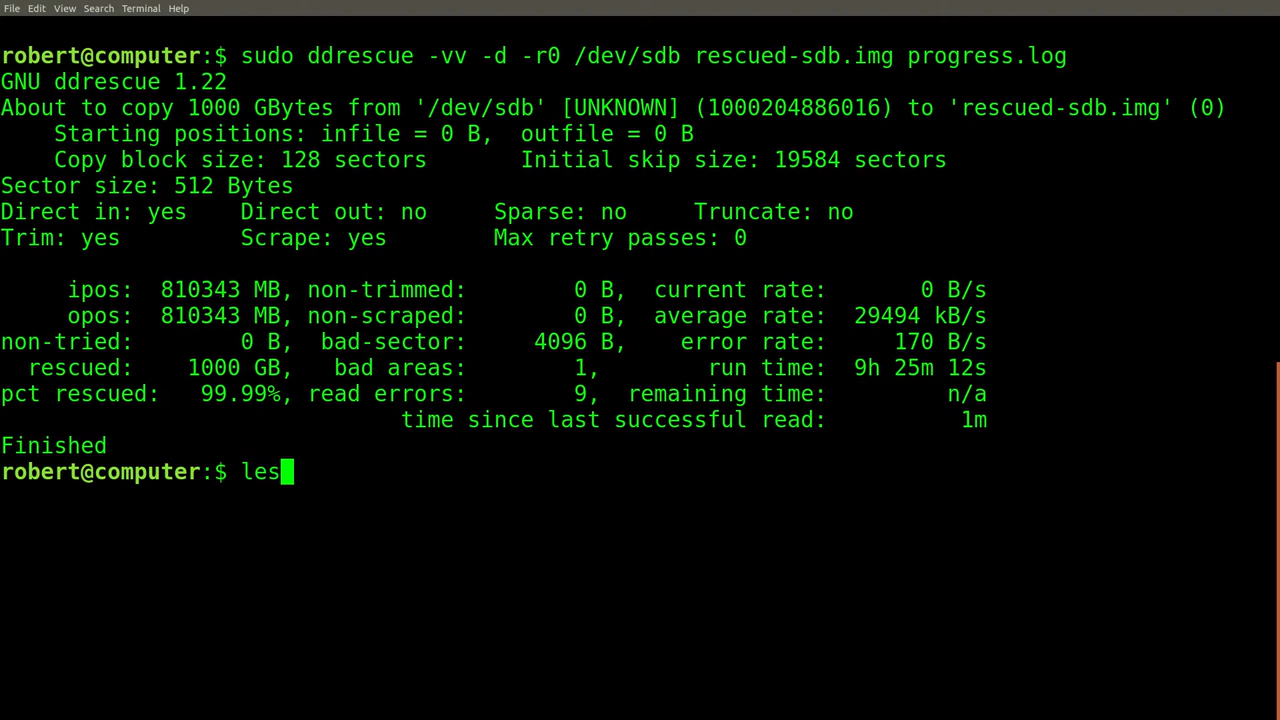 File Edit View Search Terminal Help
robert@computer:$ sudo ddrescue -vv -d -r0 /dev/sdb rescued-sdb.img progress.log
GNU ddrescue 1.22
About to copy 1000 GBytes from '/dev/sdb' [UNKNOWN] (1000204886016) to 'rescued-sdb.img' (0)
    Starting positions: infile = 0 B,  outfile = 0 B
    Copy block size: 128 sectors       Initial skip size: 19584 sectors
Sector size: 512 Bytes
Direct in: yes    Direct out: no     Sparse: no     Truncate: no
Trim: yes         Scrape: yes        Max retry passes: 0
     ipos:  810343 MB, non-trimmed:        0 B,  current rate:       0 B/s
     opos:  810343 MB, non-scraped:        0 B,  average rate:  29494 kB/s
non-tried:        0 B,  bad-sector:     4096 B,    error rate:     170 B/s
  rescued:    1000 GB,   bad areas:        1,        run time:  9h 25m 12s
pct rescued:   99.99%, read errors:        9,  remaining time:         n/a
                              time since last successful read:          1m
Finished
robert@computer:$ les